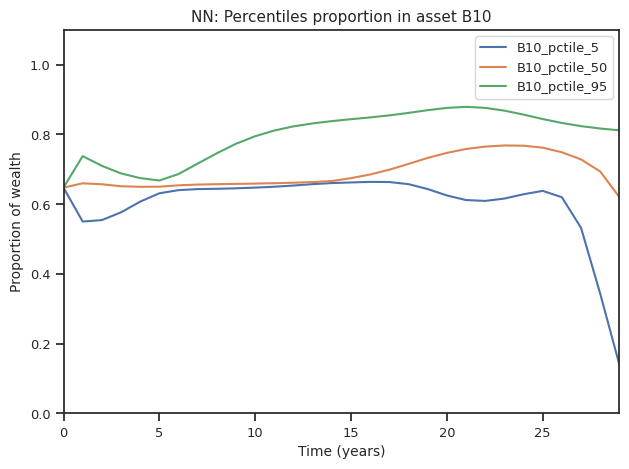 NN: Percentiles proportion in asset B10
B10_pctile_5
B10_pctile_50
B10_pctile_95
Proportion of wealth
1.0
0.8
0.6
0.4
0.2
0.0
0 5 10 15 20 25
Time (years)